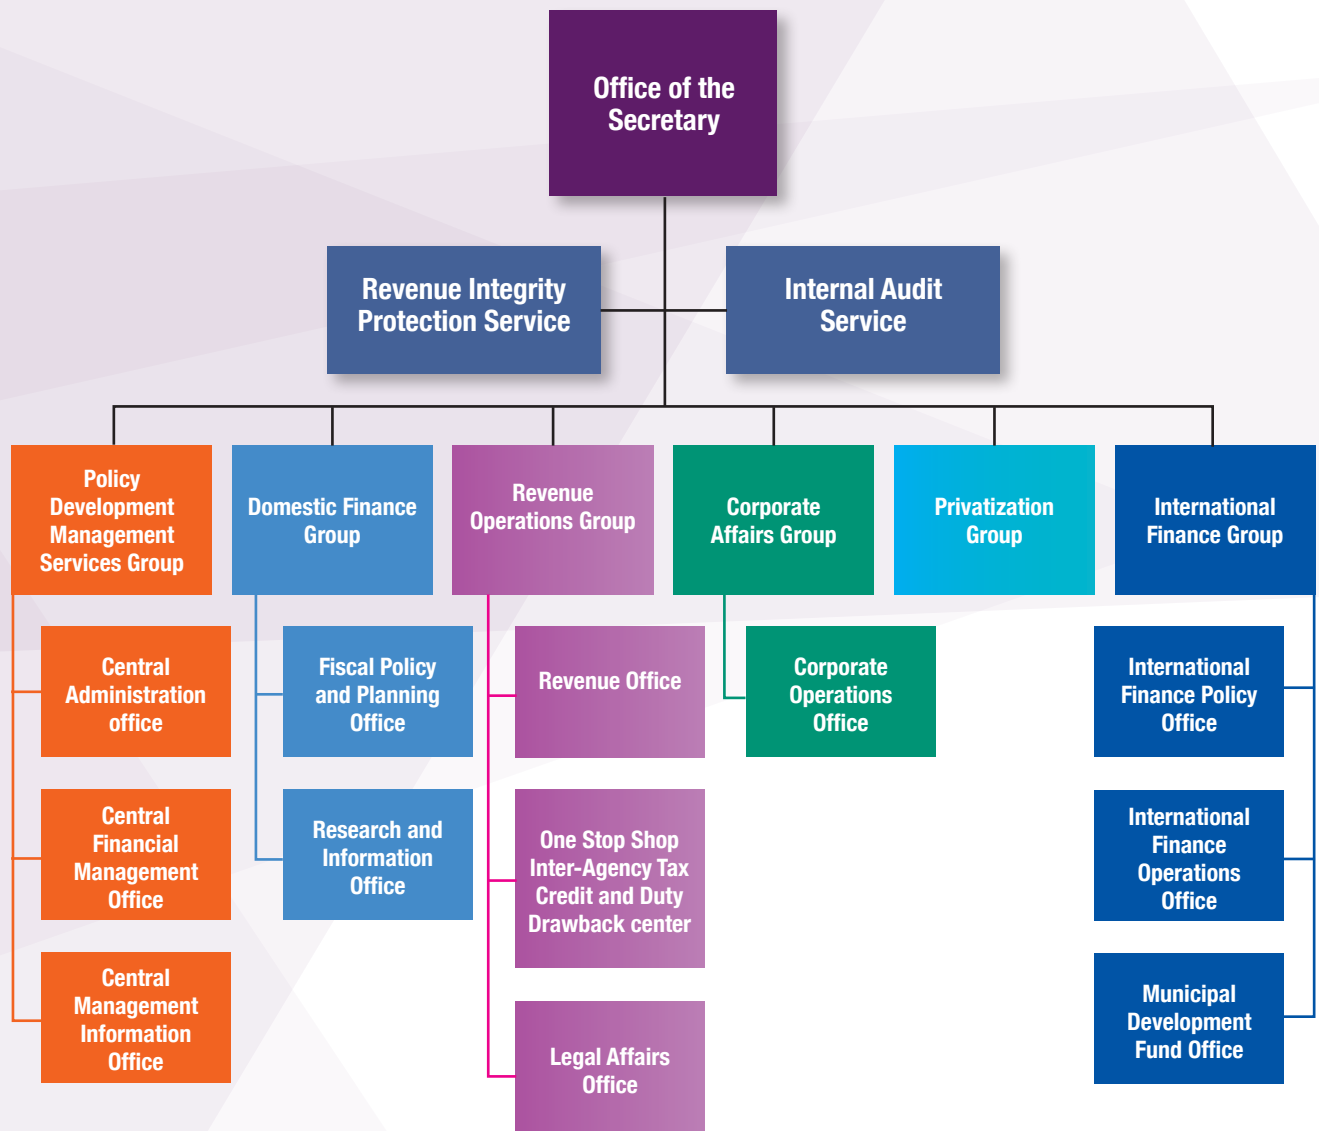 Office of the
Secretary
Revenue Integrity
Protection Service
Internal Audit
Service
Policy
Development
Management
Services Group
Domestic Finance
Group
Revenue
Operations Group
Corporate
Affairs Group
Privatization
Group
International
Finance Group
Central
Administration
office
Central
Financial
Management
Office
Central
Management
Information
Office
Fiscal Policy
and Planning
Office
Research and
Information
Office
Revenue Office
One Stop Shop
Inter-Agency Tax
Credit and Duty
Drawback center
Legal Affairs
Office
Corporate
Operations
Office
International
Finance Policy
Office
International
Finance
Operations
Office
Municipal
Development
Fund Office